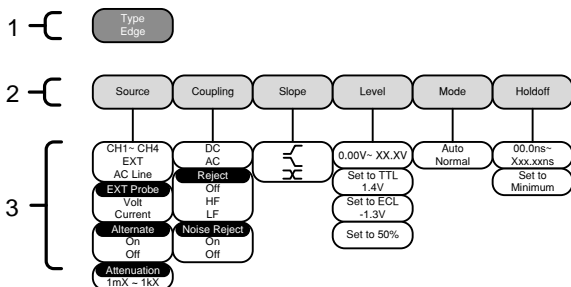 1
Type
Edge
2
Source
Coupling
Slope
Level
Mode
Holdoff
3
CH1~ CH4
EXT
AC Line
EXT Probe
Volt
Current
Alternate
On
Off
Attenuation
1mX ~ 1kX
DC
AC
Reject
Off
HF
LF
Noise Reject
On
Off
0.00V~ XX.XV
Set to TTL
1.4V
Set to ECL
-1.3V
Set to 50%
Auto
Normal
00.0ns~
Xxx.xxns
Set to
Minimum